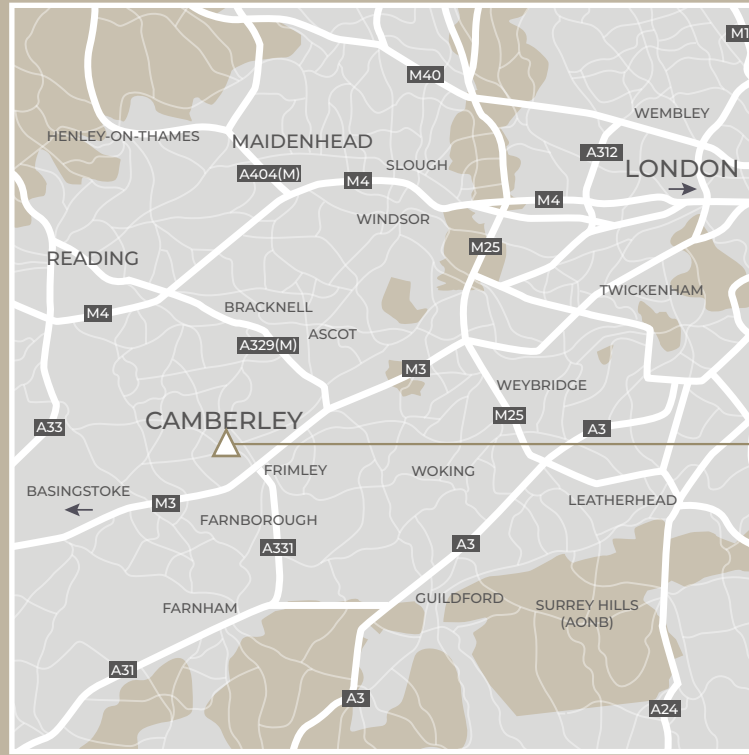 M1
M40
WEMBLEY
HENLEY-ON-THAMES
MAIDENHEAD
A312
SLOUGH
LONDON
A404(M)
M4
M4
WINDSOR
M25
READING
TWICKENHAM
BRACKNELL
M4
ASCOT
A329(M)
M3
WEYBRIDGE
M25
CAMBERLEY
A33
A3
FRIMLEY
WOKING
BASINGSTOKE
M3
LEATHERHEAD
FARNBOROUGH
A331
A3
GUILDFORD
SURREY HILLS
(AONB)
FARNHAM
A31
A3
A24